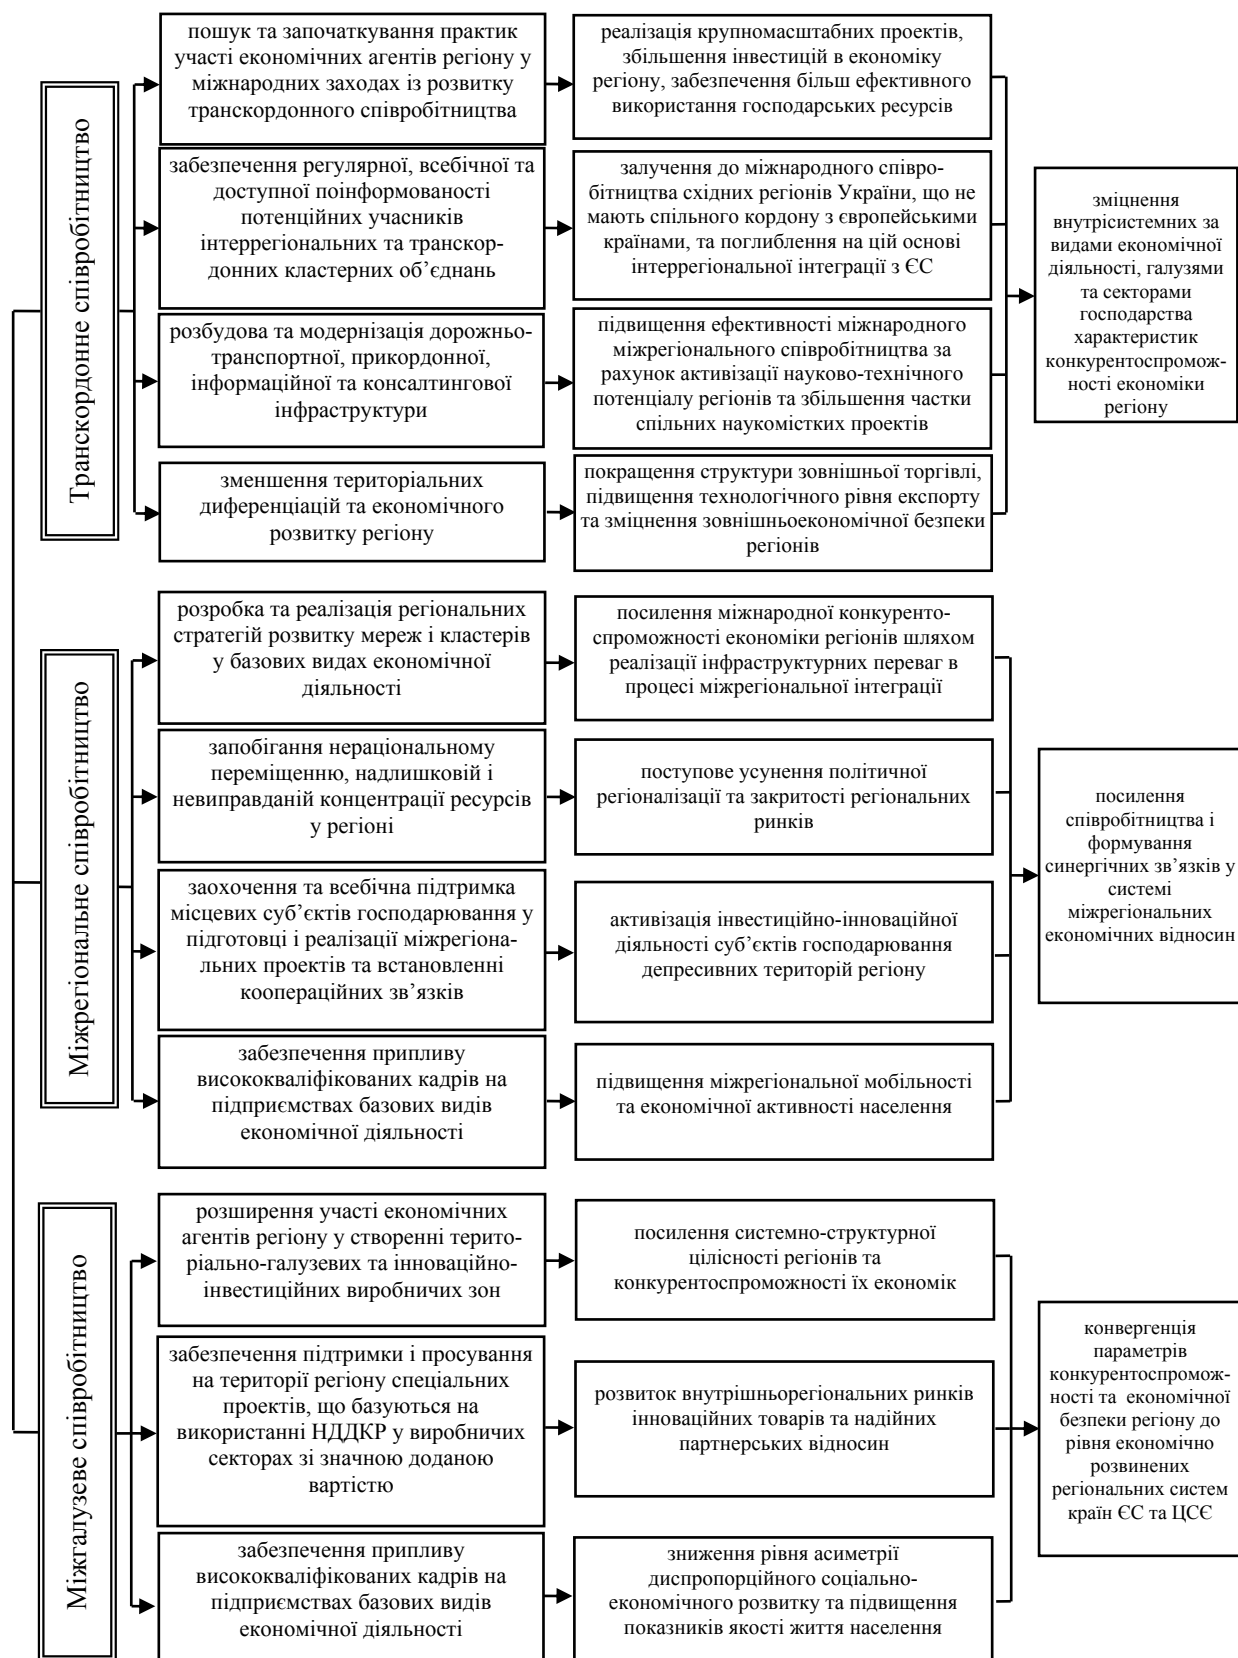 Транскордонне співробітництво
пошук та започаткування практик
участі економічних агентів регіону у
міжнародних заходах із розвитку
транскордонного співробітництва
реалізація крупномасштабних проектів,
збільшення інвестицій в економіку
регіону, забезпечення більш ефективного
використання господарських ресурсів
забезпечення регулярної, всебічної та
доступної поінформованості
потенційних учасників
інтеррегіональних та транскор-
донних кластерних об’єднань
залучення до міжнародного співро-
бітництва східних регіонів України, що не
мають спільного кордону з європейськими
країнами, та поглиблення на цій основі
інтеррегіональної інтеграції з ЄС
розбудова та модернізація дорожньо-
транспортної, прикордонної,
інформаційної та консалтингової
інфраструктури
підвищення ефективності міжнародного
міжрегіонального співробітництва за
рахунок активізації науково-технічного
потенціалу регіонів та збільшення частки
спільних наукомістких проектів
зменшення територіальних
диференціацій та економічного
розвитку регіону
покращення структури зовнішньої торгівлі,
підвищення технологічного рівня експорту
та зміцнення зовнішньоекономічної безпеки
регіонів
зміцнення
внутрісистемних за
видами економічної
діяльності, галузями
та секторами
господарства
характеристик
конкурентоспромож-
ності економіки
регіону
Міжрегіональне співробітництво
розробка та реалізація регіональних
стратегій розвитку мереж і кластерів
у базових видах економічної
діяльності
посилення міжнародної конкуренто-
спроможності економіки регіонів шляхом
реалізації інфраструктурних переваг в
процесі міжрегіональної інтеграції
запобігання нераціональному
переміщенню, надлишковій і
невиправданій концентрації ресурсів
у регіоні
поступове усунення політичної
регіоналізації та закритості регіональних
ринків
заохочення та всебічна підтримка
місцевих суб’єктів господарювання у
підготовці і реалізації міжрегіона-
льних проектів та встановленні
коопераційних зв’язків
активізація інвестиційно-інноваційної
діяльності суб’єктів господарювання
депресивних територій регіону
забезпечення припливу
висококваліфікованих кадрів на
підприємствах базових видів
економічної діяльності
підвищення міжрегіональної мобільності
та економічної активності населення
посилення
співробітництва і
формування
синергічних зв’язків у
системі
міжрегіональних
економічних відносин
Міжгалузеве співробітництво
розширення участі економічних
агентів регіону у створенні терито-
ріально-галузевих та інноваційно-
інвестиційних виробничих зон
посилення системно-структурної
цілісності регіонів та
конкурентоспроможності їх економік
забезпечення підтримки і просування
на території регіону спеціальних
проектів, що базуються на
використанні НДДКР у виробничих
секторах зі значною доданою
вартістю
розвиток внутрішньорегіональних ринків
інноваційних товарів та надійних
партнерських відносин
забезпечення припливу
висококваліфікованих кадрів на
підприємствах базових видів
економічної діяльності
зниження рівня асиметрії
диспропорційного соціально-
економічного розвитку та підвищення
показників якості життя населення
конвергенція
параметрів
конкурентоспромож-
ності та економічної
безпеки регіону до
рівня економічно
розвинених
регіональних систем
країн ЄС та ЦСЄ